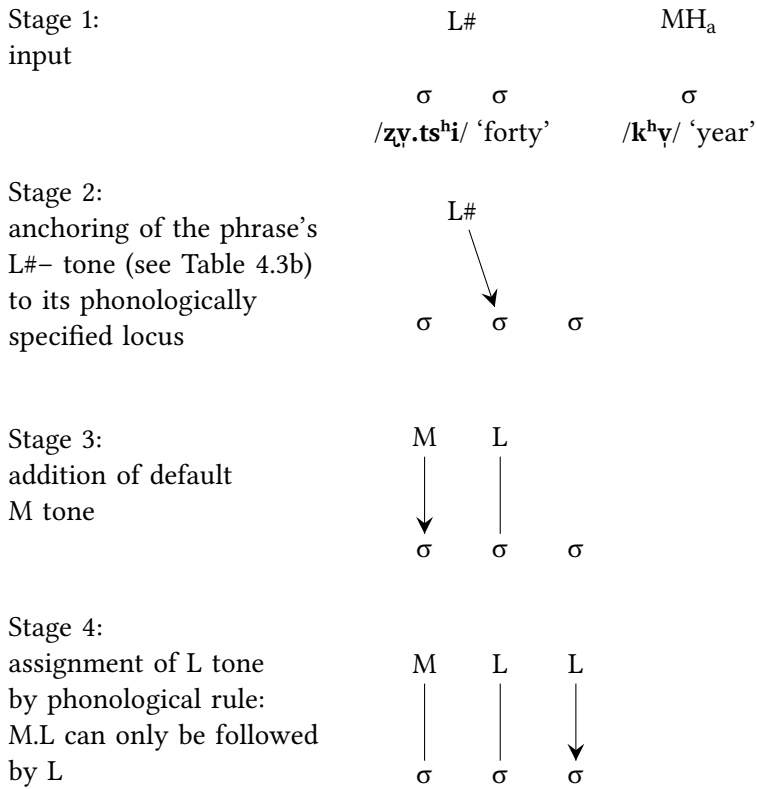 Stage 1: L# MHₐ
input
σ σ σ
/ʐv̩.tsʰi/ ‘forty’ /kʰv̩/ ‘year’
Stage 2:
anchoring of the phrase’s L#
L#– tone (see Table 4.3b)
to its phonologically
specified locus σ σ σ
Stage 3: M L
addition of default
M tone
σ σ σ
Stage 4:
assignment of L tone M L L
by phonological rule:
M.L can only be followed
by L σ σ σ